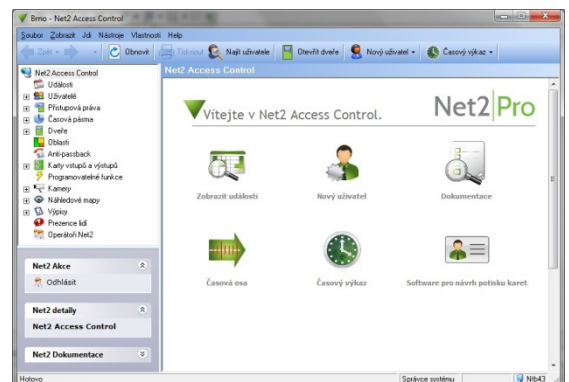 Brno - Net2 Access Control
Soubor Zobrazit Jdi Nástroje Vlastnosti Help
Zpět Obnovit Tisknout Najít uživatele Otevřít dveře Nový uživatel Časový výkaz
Net2 Access Control
Události
Uživatelé
Přístupová práva
Časová pásma
Dveře
Oblasti
Anti-passback
Karty vstupů a výstupů
Programovatelné funkce
Kamery
Náhledové mapy
Výpisy
Prezence lidí
Operátoři Net2
Net2 Akce
Odhlásit
Net2 detaily
Net2 Access Control
Net2 Dokumentace
Net2 Access Control
Vítejte v Net2 Access Control.
Net2 Pro
Zobrazit události Nový uživatel Dokumentace
Časová osa Časový výkaz Software pro návrh potisku karet
Hotovo Správce systému Ntb43